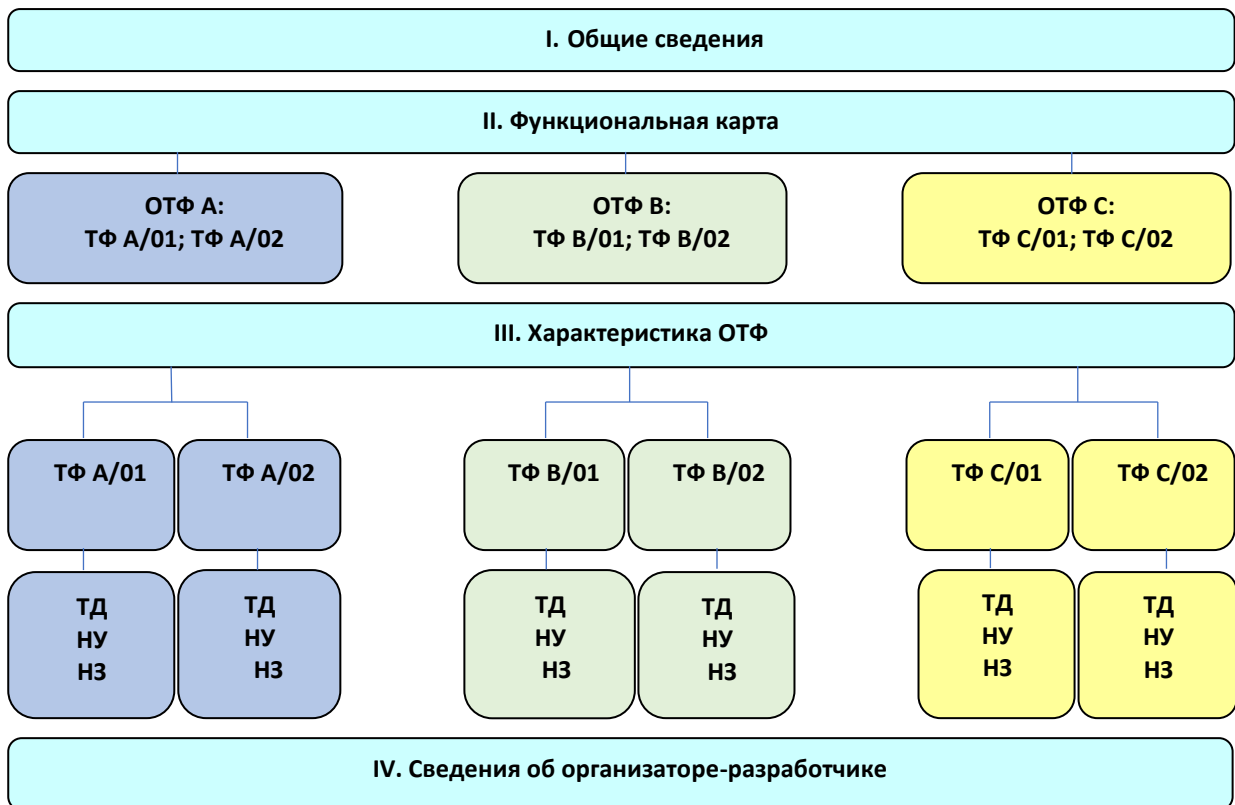 I. Общие сведения
II. Функциональная карта
ОТФ А:
ТФ А/01; ТФ А/02
ОТФ В:
ТФ В/01; ТФ В/02
ОТФ С:
ТФ С/01; ТФ С/02
III. Характеристика ОТФ
ТФ А/01
ТФ А/02
ТФ В/01
ТФ В/02
ТФ С/01
ТФ С/02
ТД
НУ
НЗ
ТД
НУ
НЗ
ТД
НУ
НЗ
ТД
НУ
НЗ
ТД
НУ
НЗ
ТД
НУ
НЗ
IV. Сведения об организаторе-разработчике